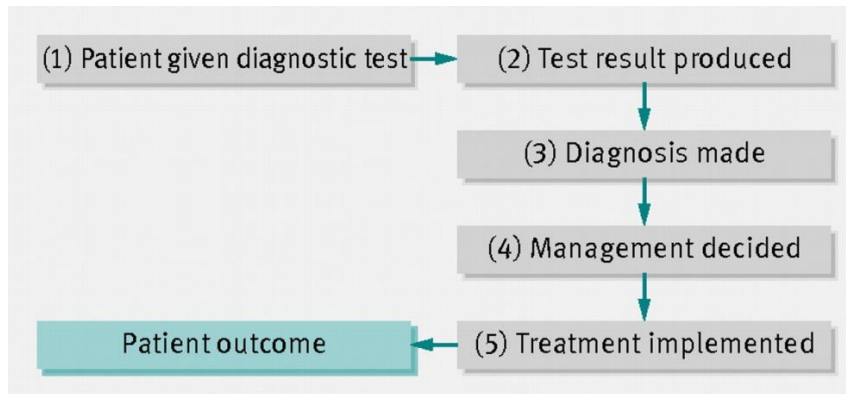 (1) Patient given diagnostic test
(2) Test result produced
(3) Diagnosis made
(4) Management decided
(5) Treatment implemented
Patient outcome